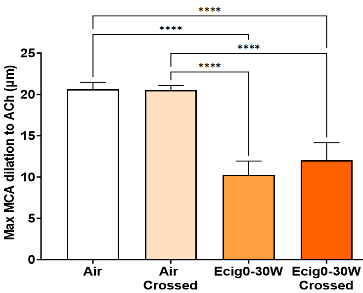 ****
****
****
****
Max MCA dilation to ACh (μm)
25
20
15
10
5
0
Air
Air
Crossed
Ecig0-30W
Ecig0-30W
Crossed